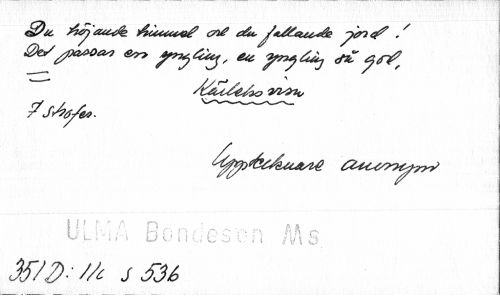 Du höjande himmel och du fallande jord!
Det passar en yngling, en yngling så god,
Kärleksvisa
7 strofer.
Upptecknare anonym
ULMA Bondeson Ms
351 D: 11c s 536